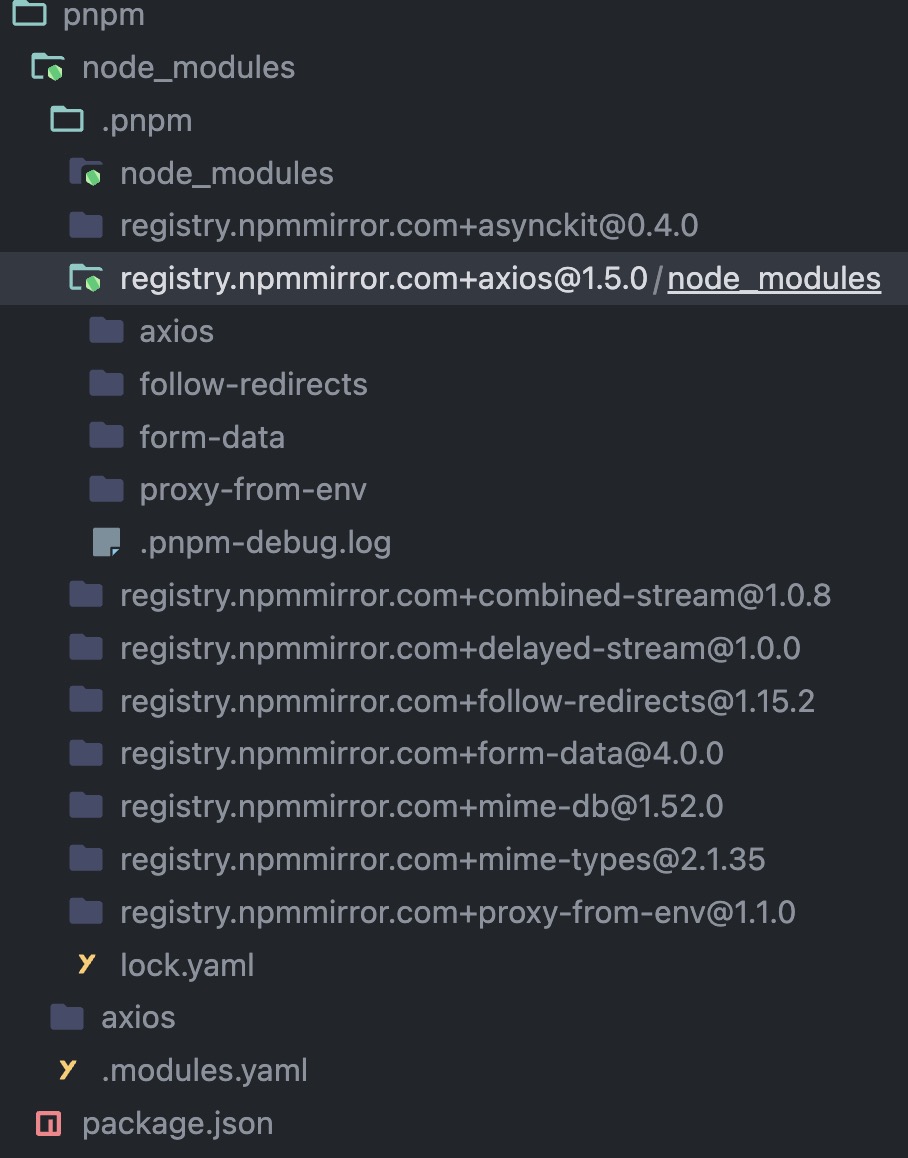 pnpm
node_modules
.pnpm
node_modules
registry.npmmirror.com+asynckit@0.4.0
registry.npmmirror.com+axios@1.5.0/node_modules
axios
follow-redirects
form-data
proxy-from-env
.pnpm-debug.log
registry.npmmirror.com+combined-stream@1.0.8
registry.npmmirror.com+delayed-stream@1.0.0
registry.npmmirror.com+follow-redirects@1.15.2
registry.npmmirror.com+form-data@4.0.0
registry.npmmirror.com+mime-db@1.52.0
registry.npmmirror.com+mime-types@2.1.35
registry.npmmirror.com+proxy-from-env@1.1.0
lock.yaml
axios
.modules.yaml
package.json